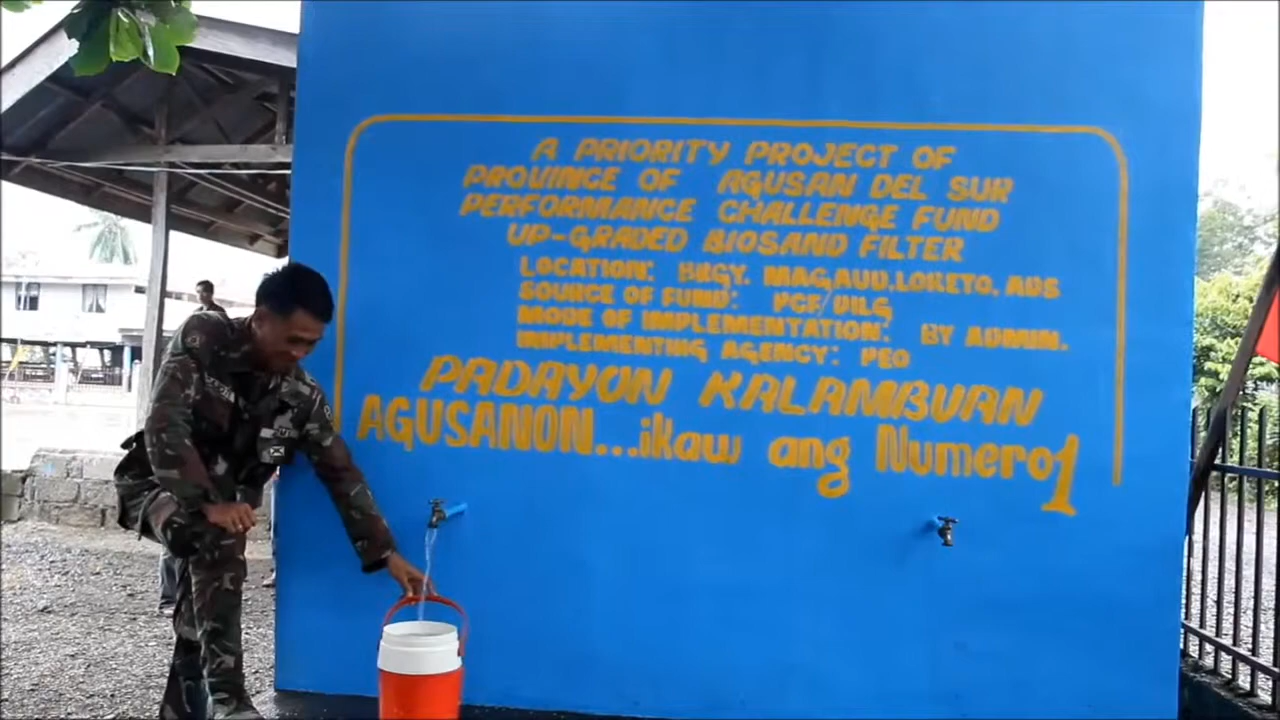 A PRIORITY PROJECT OF
PROVINCE OF AGUSAN DEL SUR
PERFORMANCE CHALLENGE FUND
UP-GRADED BIOSAND FILTER
LOCATION: BRGY. MAGAUD, LORETO, ADS
SOURCE OF FUND: PCF/DILG
MODE OF IMPLEMENTATION: BY ADMIN.
IMPLEMENTING AGENCY: PEO
PADAYON KALAMBUAN
AGUSANON...ikaw ang Numero1